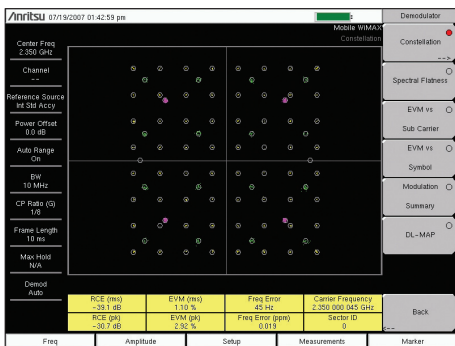 Anritsu 07/19/2007 01:42:59 pm
Mobile WiMAX
Constellation
Center Freq
2.350 GHz
Channel
--
Reference Source
Int Std Accy
Power Offset
0.0 dB
Auto Range
On
BW
10 MHz
CP Ratio (G)
1/8
Frame Length
10 ms
Max Hold
N/A
Demod
Auto
RCE (rms)
-39.1 dB
EVM (rms)
1.10 %
Freq Error
45 Hz
Carrier Frequency
2.350 000 045 GHz
RCE (pk)
-30.7 dB
EVM (pk)
2.92 %
Freq Error (ppm)
0.019
Sector ID
0
Demodulator
Constellation
-->
Spectral Flatness
EVM vs
Sub Carrier
EVM vs
Symbol
Modulation
Summary
DL-MAP
Back
<--
Freq
Amplitude
Setup
Measurements
Marker